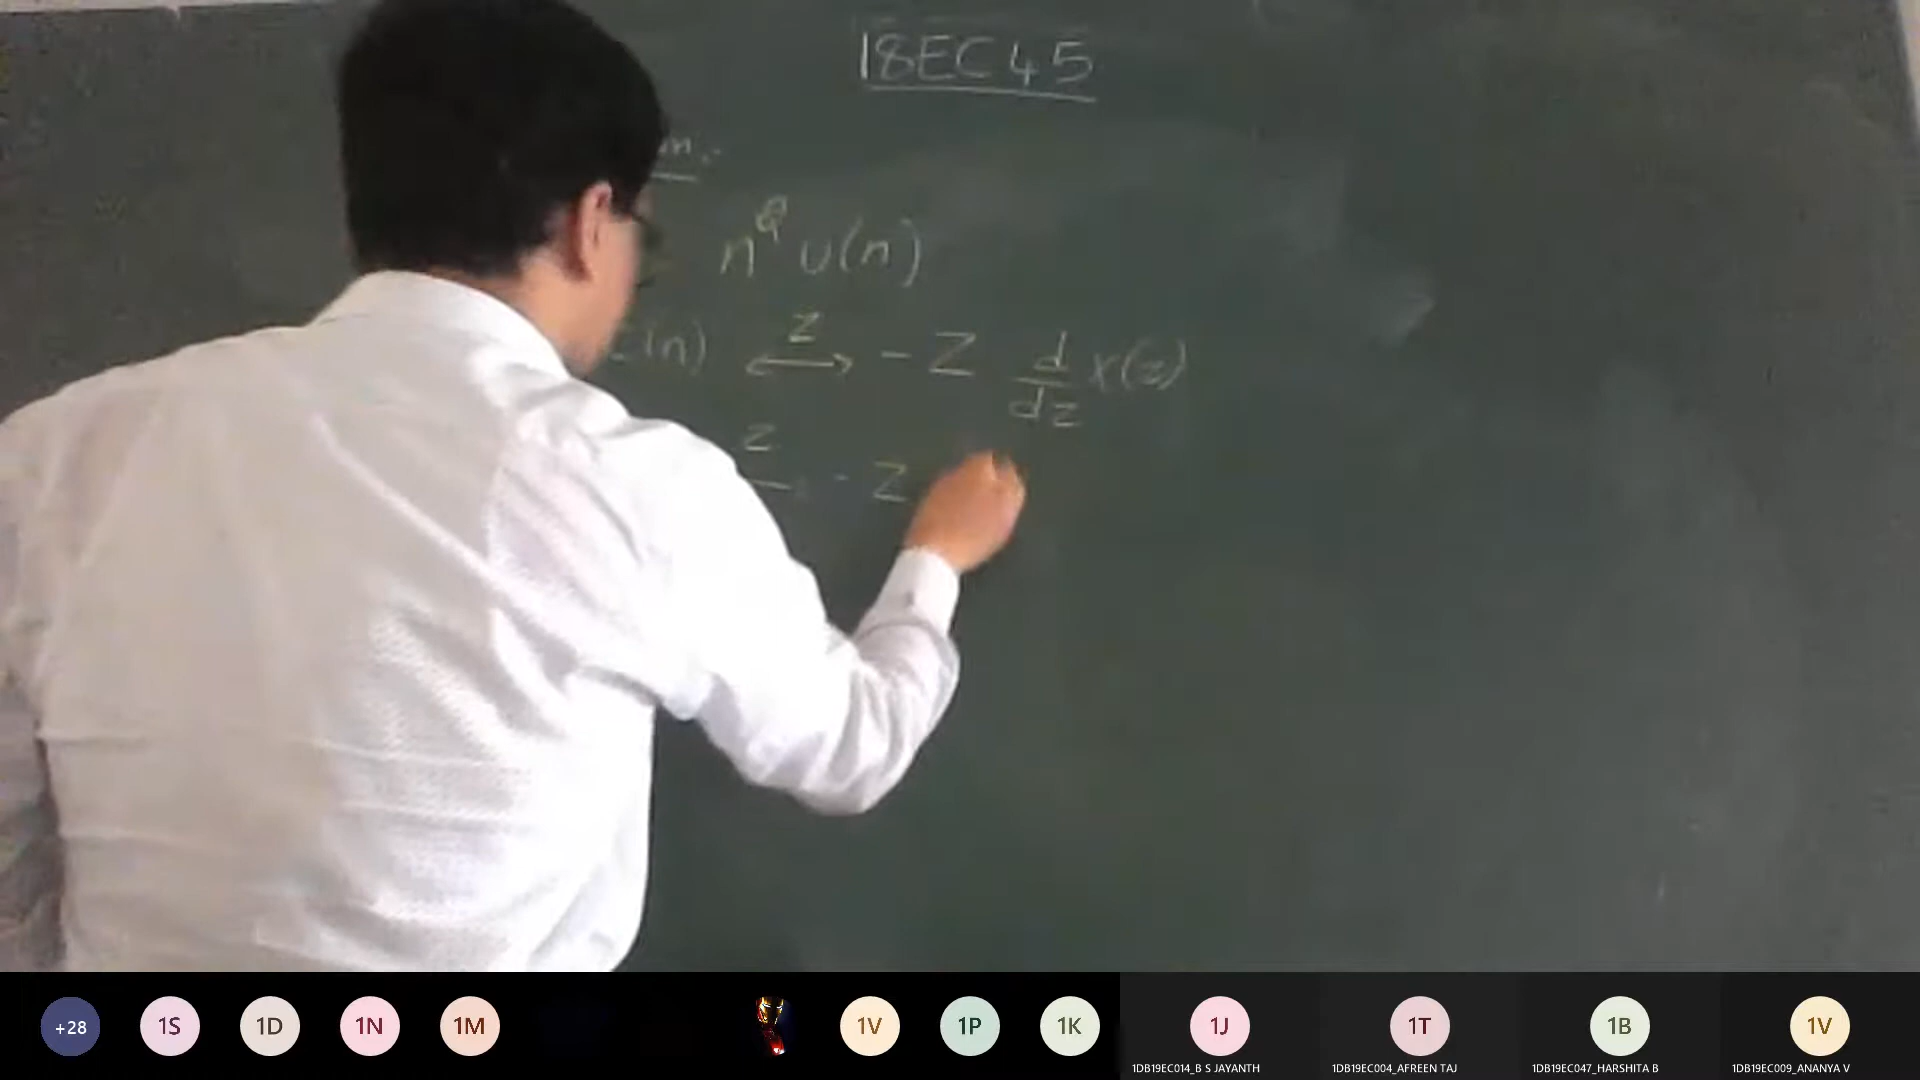 18EC45
n² u(n)
(n) z ⟷ - Z d/dz X(z)
z - Z
+28
1S
1D
1N
1M
1V
1P
1K
1J
1T
1B
1V
1DB19EC014_B S JAYANTH
1DB19EC004_AFREEN TAJ
1DB19EC047_HARSHITA B
1DB19EC009_ANANYA V